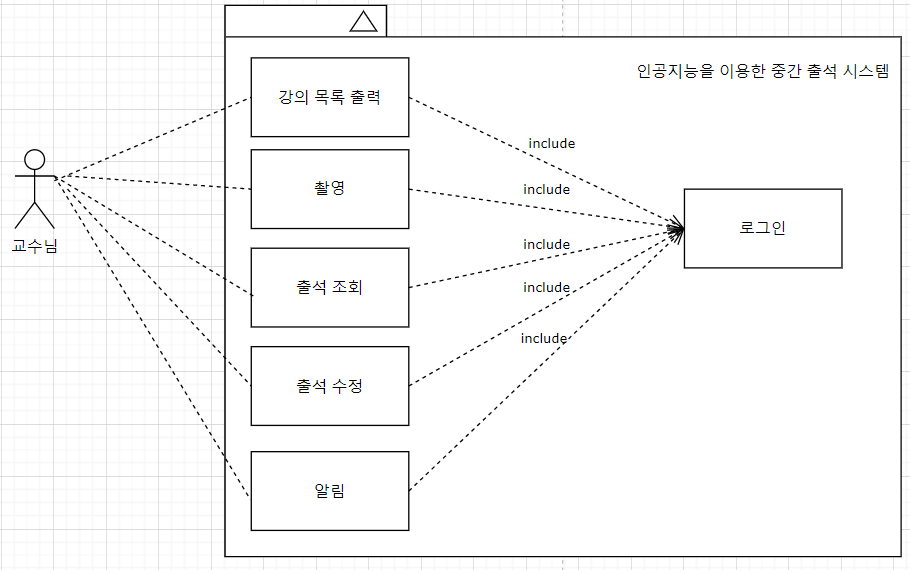 인공지능을 이용한 중간 출석 시스템
강의 목록 출력
include
촬영
include
로그인
교수님
출석 조회
include
include
출석 수정
include
알림